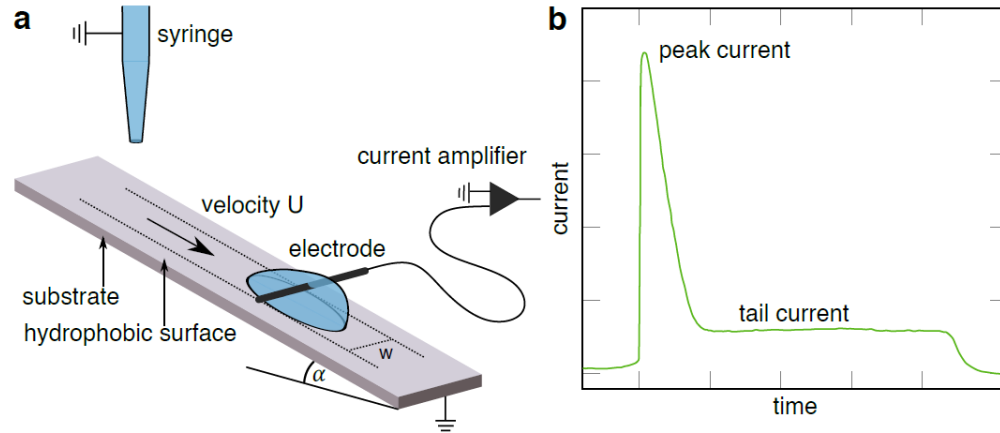 a
syringe
current amplifier
velocity U
electrode
substrate
hydrophobic surface
w
α
b
peak current
tail current
current
time